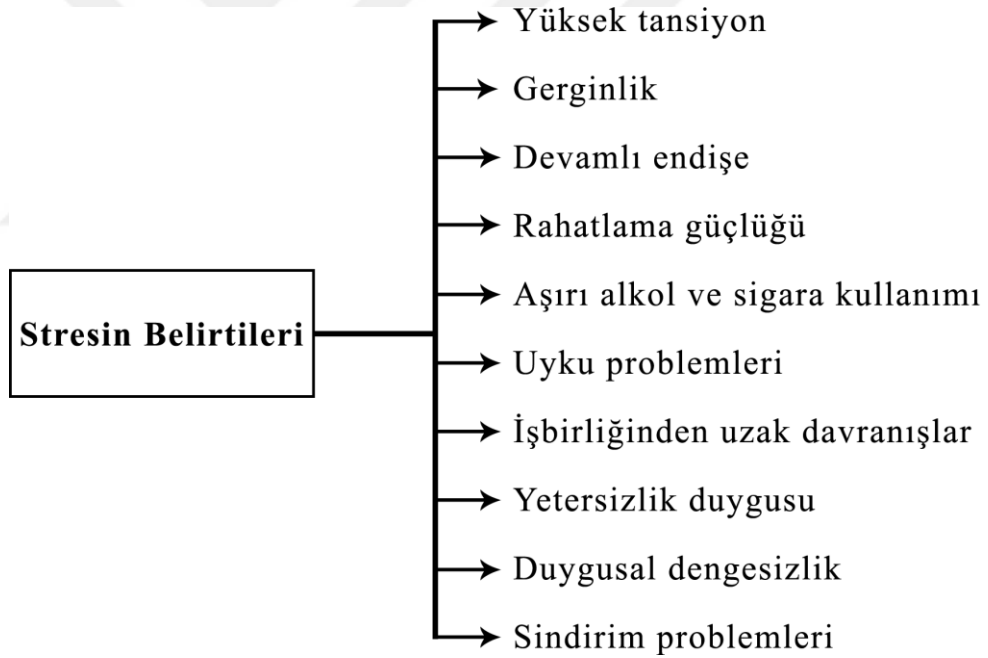 Yüksek tansiyon
Gerginlik
Devamlı endişe
Rahatlama güçlüğü
Aşırı alkol ve sigara kullanımı
Stresin Belirtileri
Uyku problemleri
İşbirliğinden uzak davranışlar
Yetersizlik duygusu
Duygusal dengesizlik
Sindirim problemleri